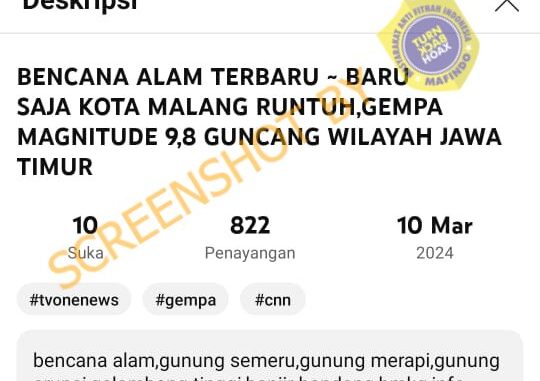 Deskripsi
BENCANA ALAM TERBARU ~ BARU
SAJA KOTA MALANG RUNTUH,GEMPA
MAGNITUDE 9,8 GUNCANG WILAYAH JAWA
TIMUR
10 822 10 Mar
Suka Penayangan 2024
#tvonenews #gempa #cnn
bencana alam,gunung semeru,gunung merapi,gunung
SCREENSHOT BY
MASYARAKAT ANTI FITNAH INDONESIA
TURN
BACK
HOAX
MAFINDO